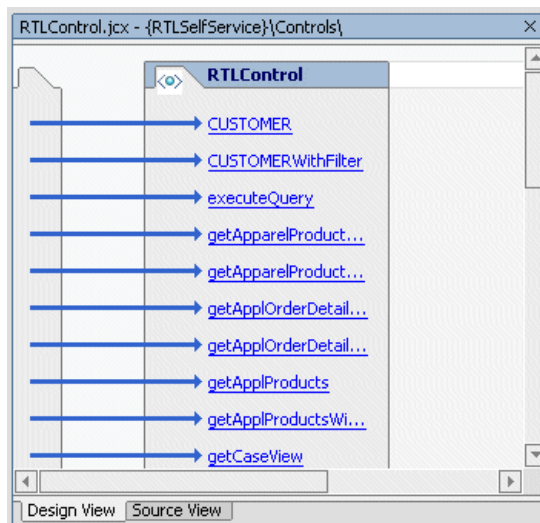 RTLControl.jcx - {RTLSelfService}\Controls\
RTLControl
CUSTOMER
CUSTOMERWithFilter
executeQuery
getApparelProduct...
getApparelProduct...
getApplOrderDetail...
getApplOrderDetail...
getApplProducts
getApplProductsWi...
getCaseView
Design View Source View